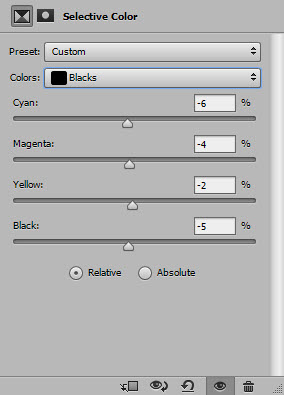 Selective Color
Preset: Custom
Colors: Blacks
Cyan: -6 %
Magenta: -4 %
Yellow: -2 %
Black: -5 %
Relative Absolute